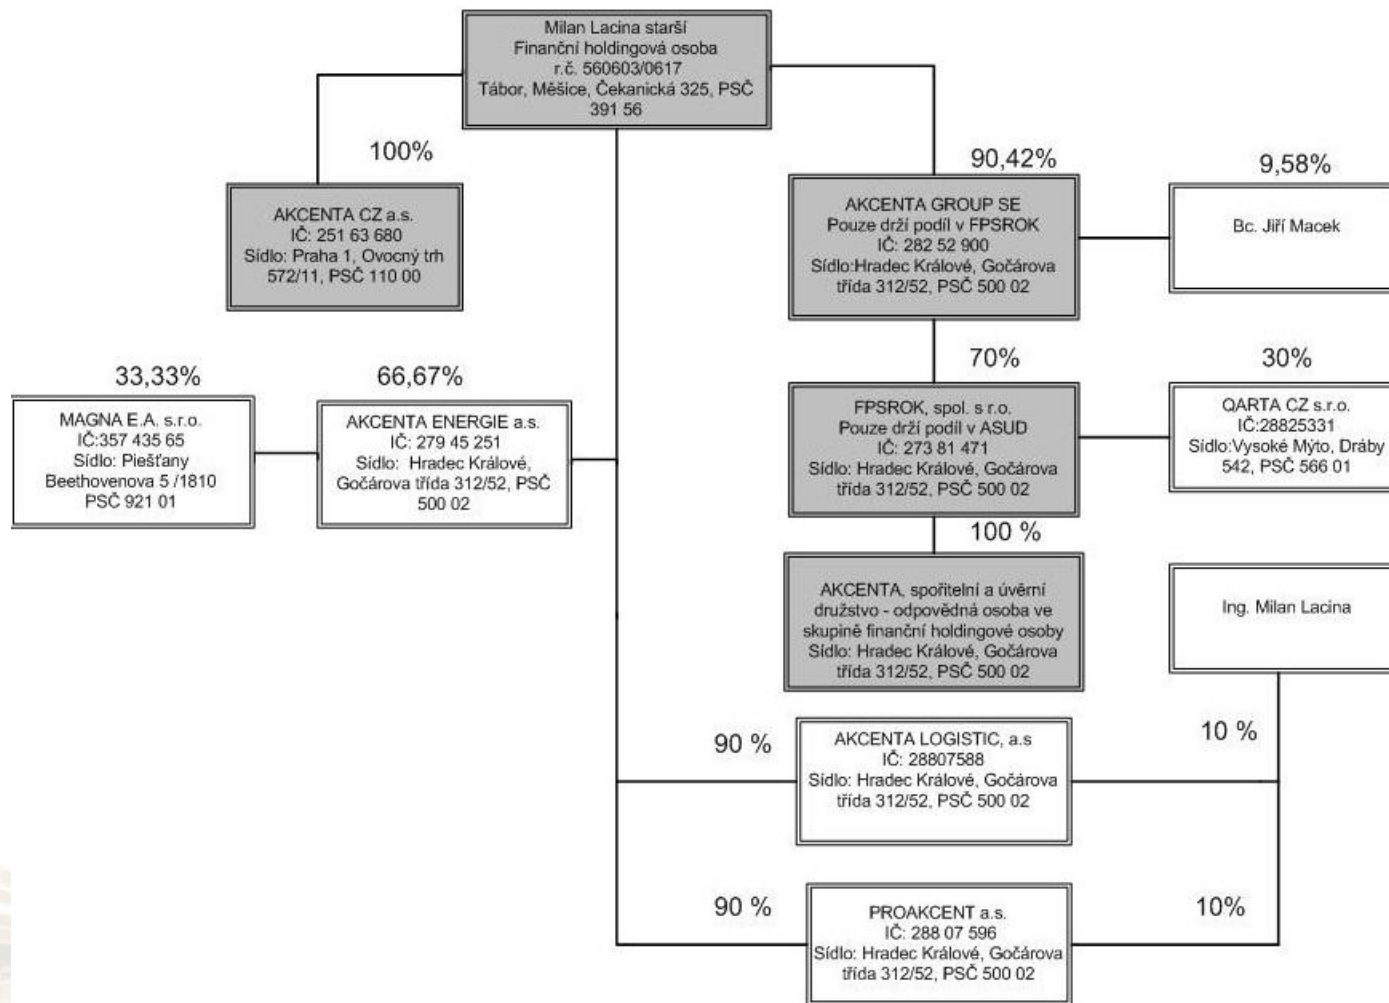 Milan Lacina starší
Finanční holdingová osoba
r.č. 560603/0617
Tábor, Měšice, Čekanická 325, PSČ
391 56
100%
90,42%
9,58%
AKCENTA CZ a.s.
IČ: 251 63 680
Sídlo: Praha 1, Ovocný trh
572/11, PSČ 110 00
AKCENTA GROUP SE
Pouze drží podíl v FPSROK
IČ: 282 52 900
Sídlo:Hradec Králové, Gočárova
třída 312/52, PSČ 500 02
Bc. Jiří Macek
33,33%
66,67%
70%
30%
MAGNA E.A. s.r.o.
IČ:357 435 65
Sídlo: Piešťany
Beethovenova 5 /1810
PSČ 921 01
AKCENTA ENERGIE a.s.
IČ: 279 45 251
Sídlo: Hradec Králové,
Gočárova třída 312/52, PSČ
500 02
FPSROK, spol. s r.o.
Pouze drží podíl v ASUD
IČ: 273 81 471
Sídlo: Hradec Králové, Gočárova
třída 312/52, PSČ 500 02
QARTA CZ s.r.o.
IČ:28825331
Sídlo:Vysoké Mýto, Dráby
542, PSČ 566 01
100 %
AKCENTA, spořitelní a úvěrní
družstvo - odpovědná osoba ve
skupině finanční holdingové osoby
Sídlo: Hradec Králové, Gočárova
třída 312/52, PSČ 500 02
Ing. Milan Lacina
90 %
AKCENTA LOGISTIC, a.s
IČ: 28807588
Sídlo: Hradec Králové, Gočárova
třída 312/52, PSČ 500 02
10 %
90 %
PROAKCENT a.s.
IČ: 288 07 596
Sídlo: Hradec Králové, Gočárova
třída 312/52, PSČ 500 02
10%